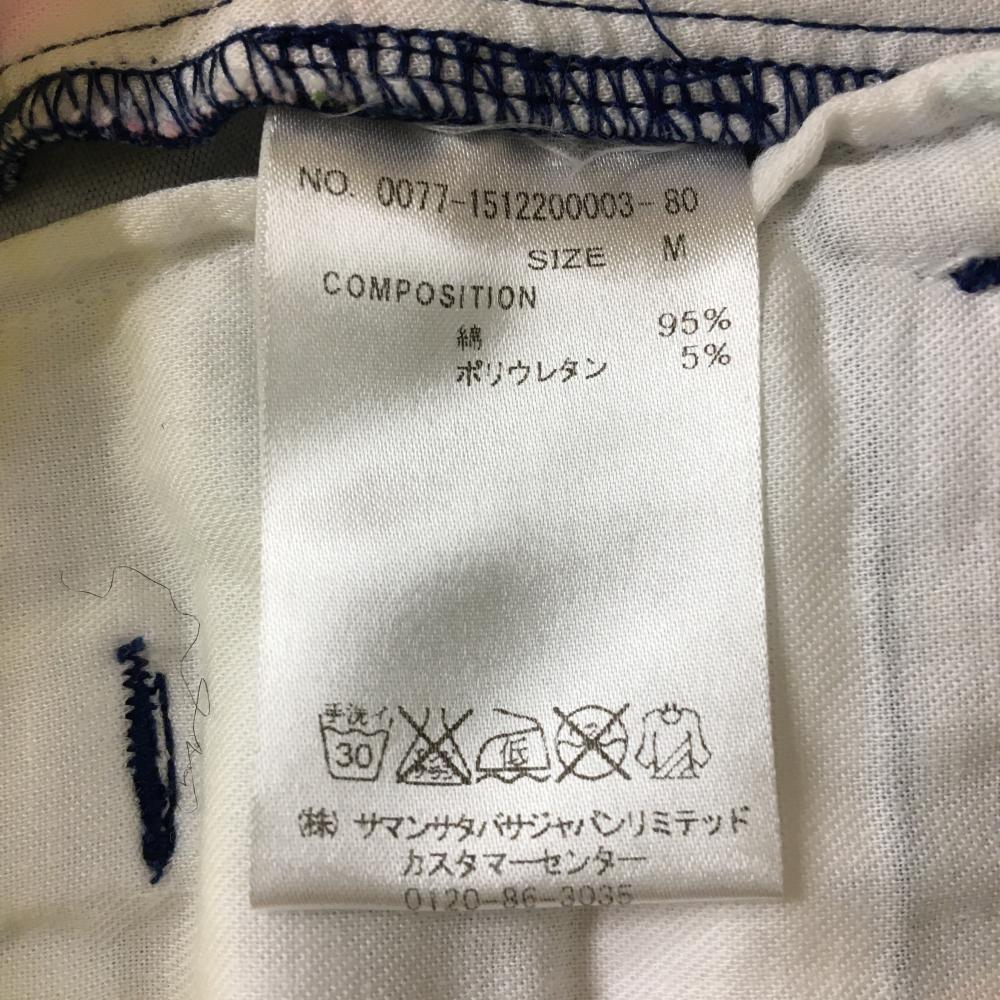 NO. 0077-1512200003-80
SIZE M
COMPOSITION
綿 95%
ポリウレタン 5%
手洗イ
30
低
(株) サマンサタバサジャパンリミテッド
カスタマーセンター
0120-86-3035